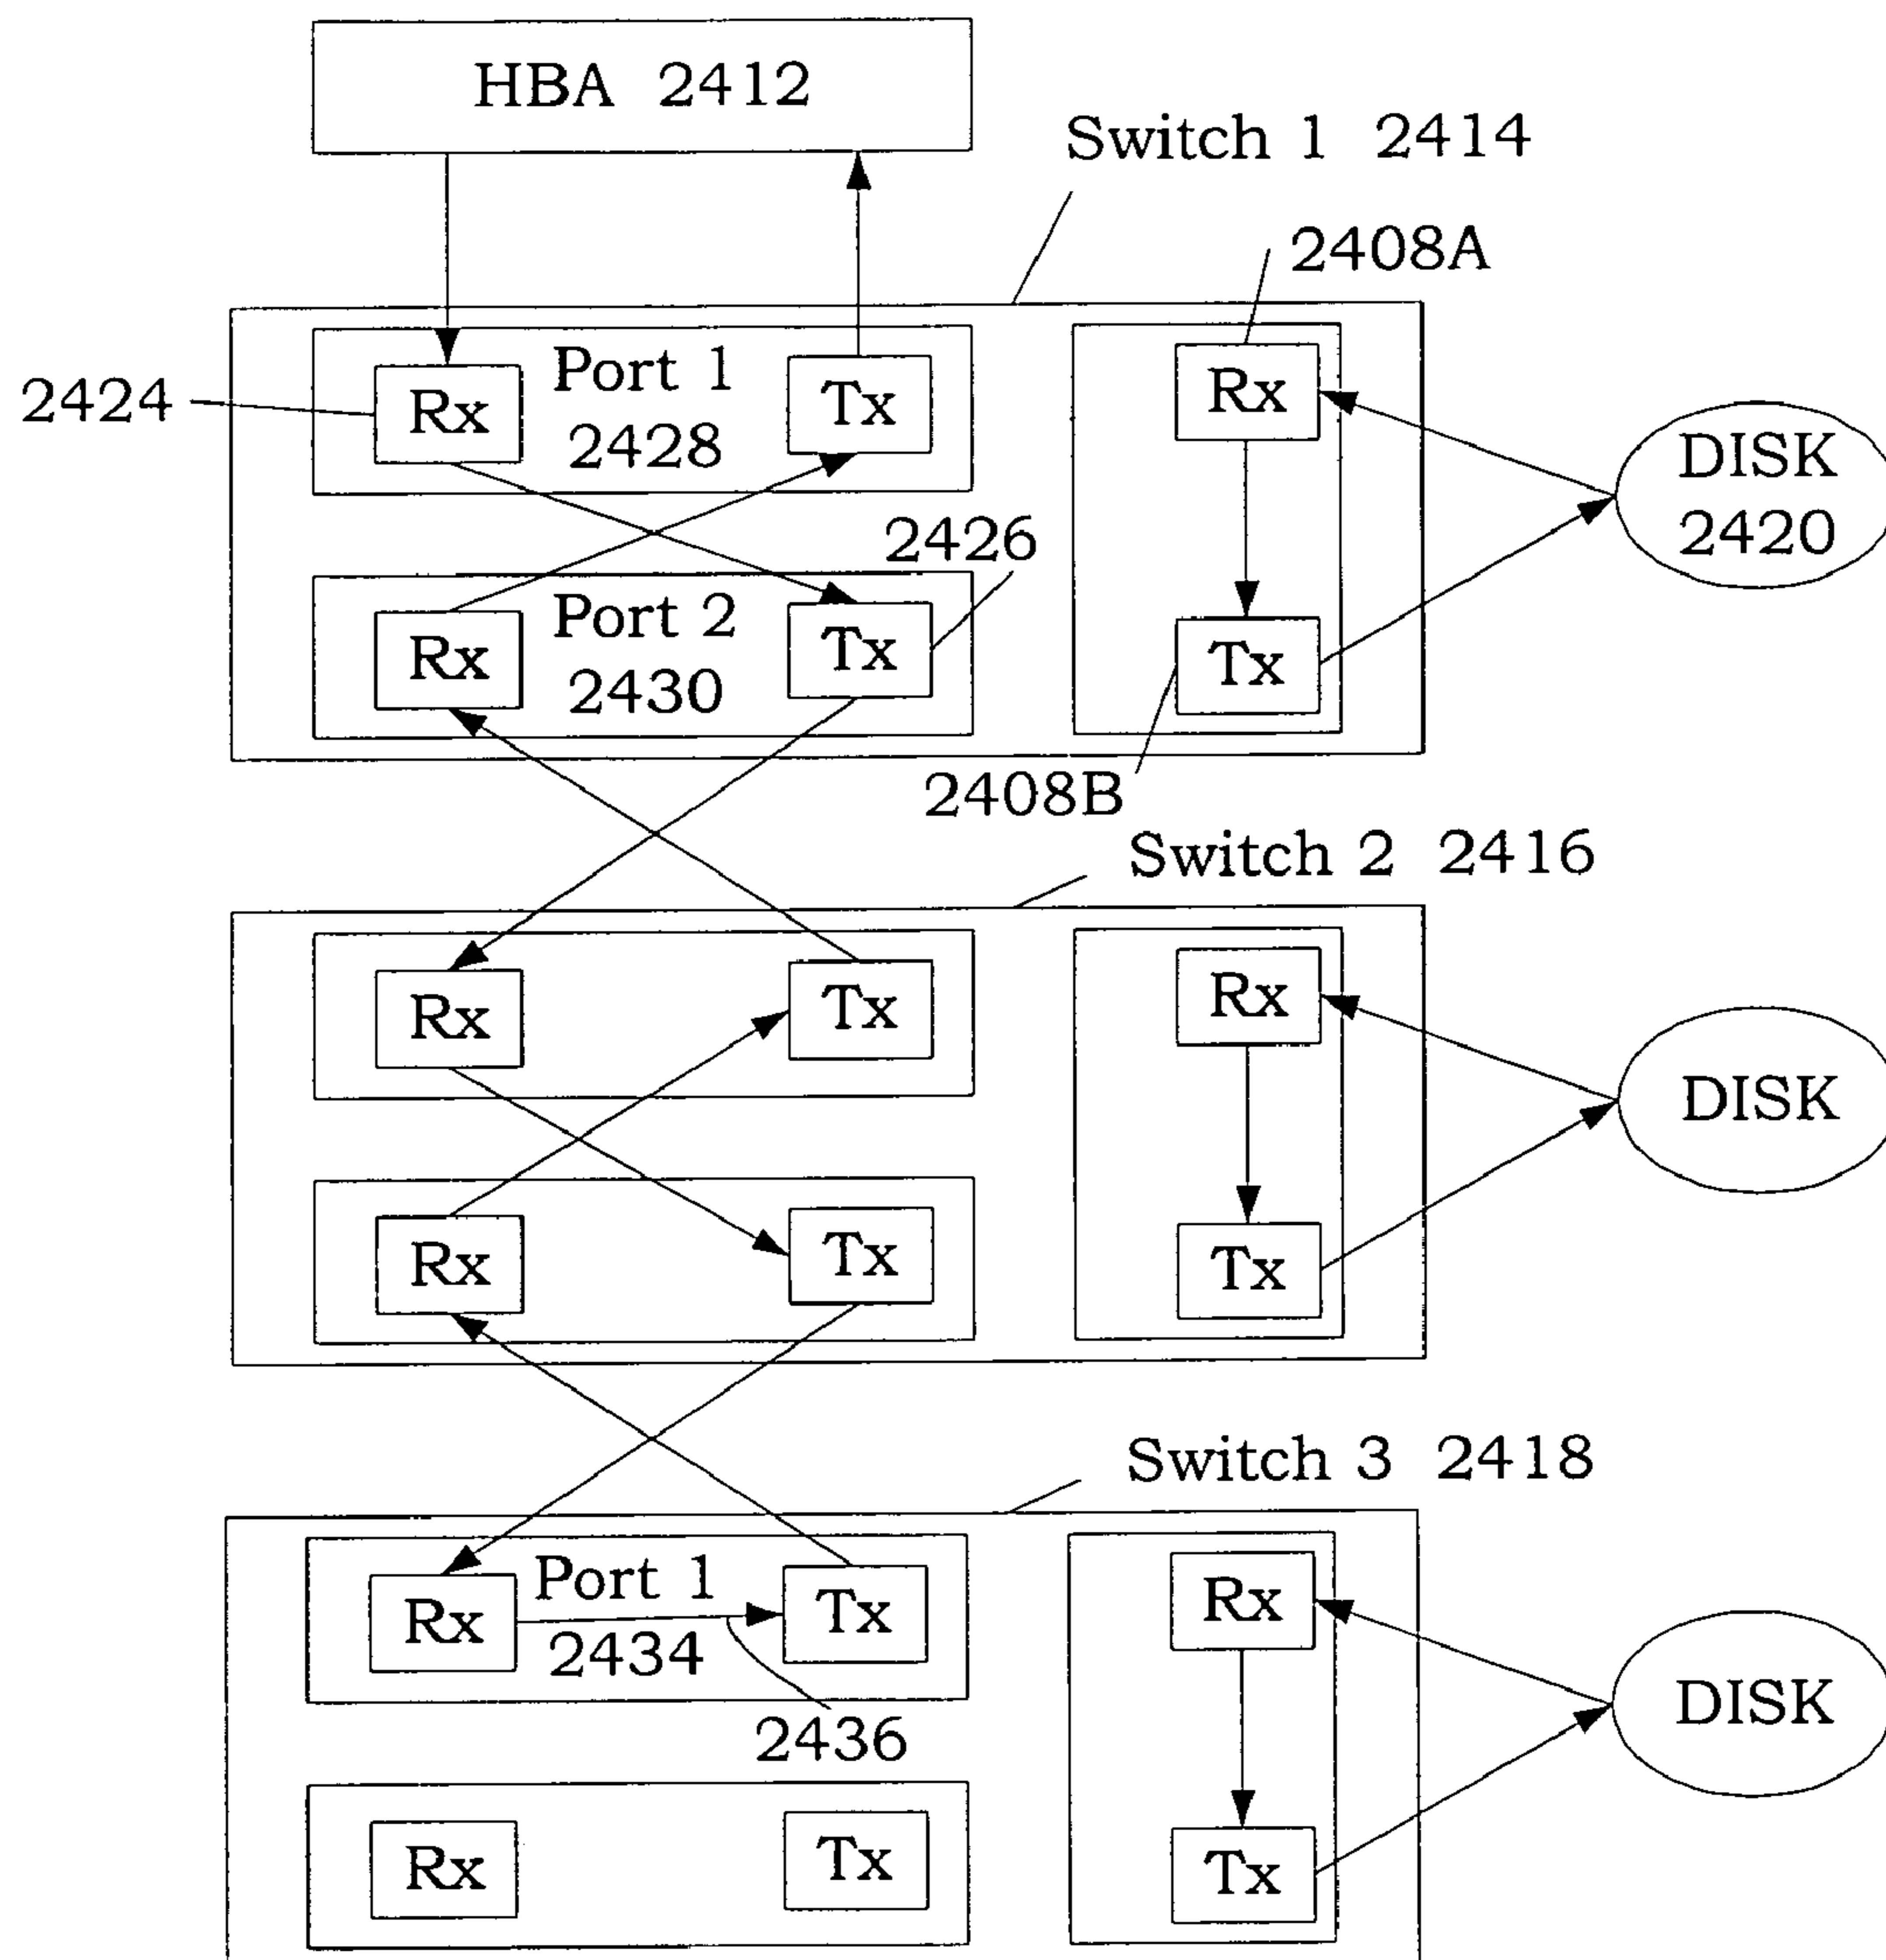 HBA 2412
Switch 1 2414
2408A
2424
Rx
Port 1
2428
Tx
Rx
DISK
2420
2426
Rx
Port 2
2430
Tx
Tx
2408B
Switch 2 2416
Rx
Tx
Rx
DISK
Rx
Tx
Tx
Switch 3 2418
Rx
Port 1
2434
Tx
Rx
2436
DISK
Rx
Tx
Tx